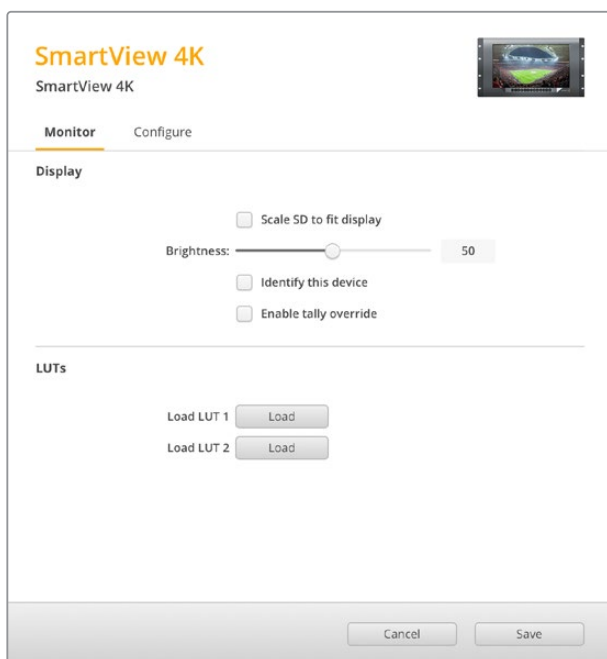 SmartView 4K
SmartView 4K
Monitor Configure
Display
Scale SD to fit display
Brightness: 50
Identify this device
Enable tally override
LUTs
Load LUT 1 Load
Load LUT 2 Load
Cancel Save